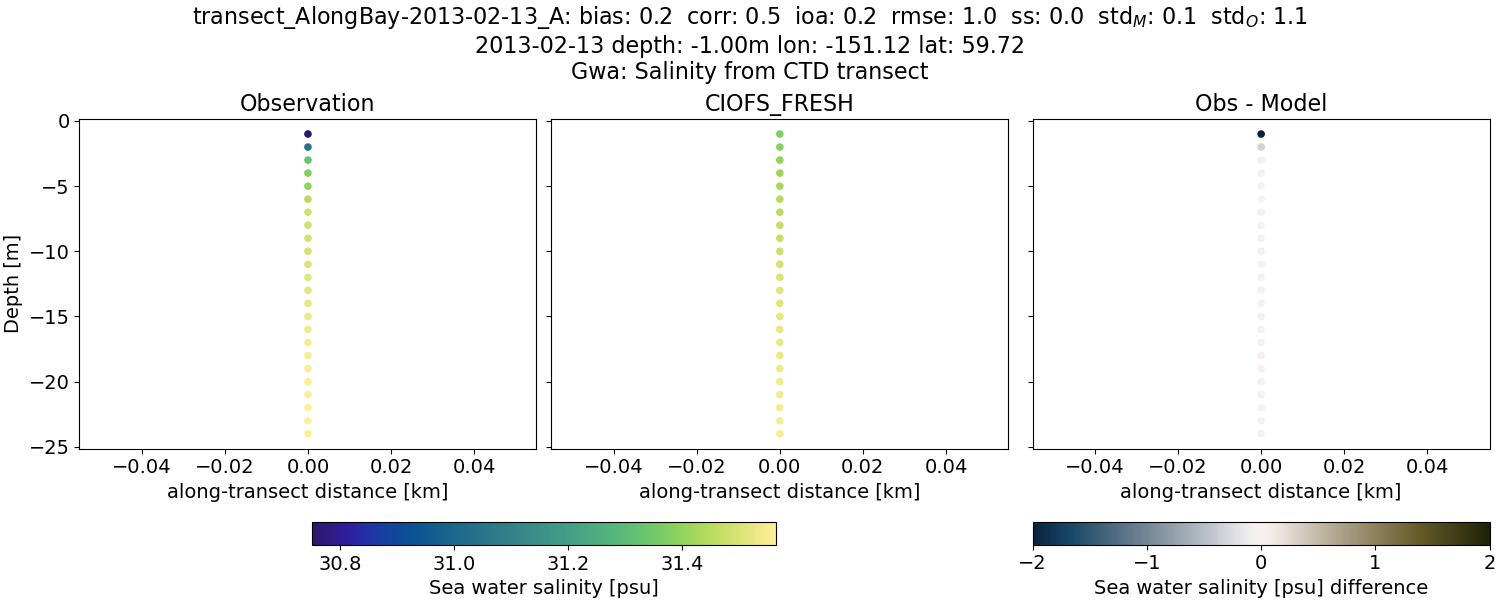 transect_AlongBay-2013-02-13_A: bias: 0.2 corr: 0.5 ioa: 0.2 rmse: 1.0 ss: 0.0 std_M: 0.1 std_O: 1.1
2013-02-13 depth: -1.00m lon: -151.12 lat: 59.72
Gwa: Salinity from CTD transect
Observation
CIOFS_FRESH
Obs - Model
0
−5
−10
−15
−20
−25
Depth [m]
−0.04 −0.02 0.00 0.02 0.04
−0.04 −0.02 0.00 0.02 0.04
−0.04 −0.02 0.00 0.02 0.04
along-transect distance [km]
along-transect distance [km]
along-transect distance [km]
30.8 31.0 31.2 31.4
Sea water salinity [psu]
−2 −1 0 1 2
Sea water salinity [psu] difference